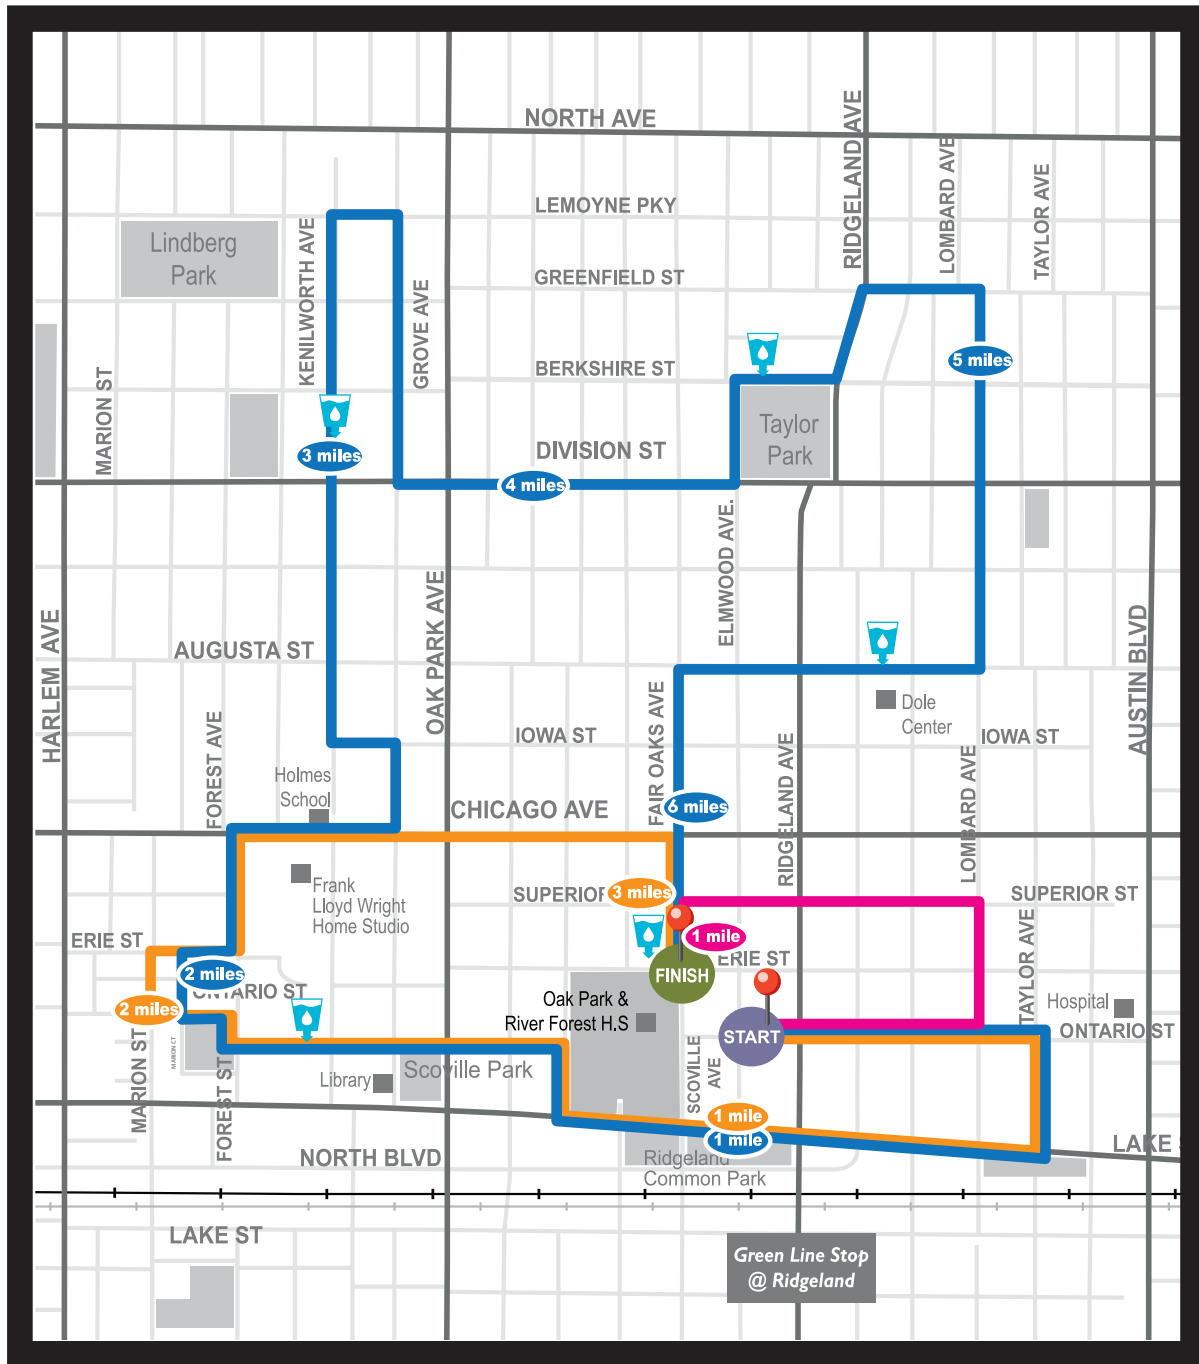 NORTH AVE
RIDGELAND AVE
LOMBARD AVE
TAYLOR AVE
LEMOYNE PKY
KENILWORTH AVE
Lindberg
Park
GREENFIELD ST
GROVE AVE
BERKSHIRE ST
5 miles
MARION ST
Taylor
Park
3 miles
DIVISION ST
4 miles
ELMWOOD AVE.
HARLEM AVE
AUGUSTA ST
OAK PARK AVE
AUSTIN BLVD
FAIR OAKS AVE
Dole
Center
FOREST AVE
IOWA ST
IOWA ST
RIDGELAND AVE
LOMBARD AVE
Holmes
School
CHICAGO AVE
6 miles
Frank
Lloyd Wright
Home Studio
SUPERIOR
3 miles
SUPERIOR ST
ERIE ST
1 mile
ERIE ST
TAYLOR AVE
2 miles
FINISH
ONTARIO ST
Oak Park &
River Forest H.S
Hospital
2 miles
START
ONTARIO ST
MARION ST
MARION CT
FOREST ST
Library
Scoville Park
SCOVILLE
AVE
1 mile
1 mile
LAKE S
NORTH BLVD
Ridgeland
Common Park
LAKE ST
Green Line Stop
@ Ridgeland